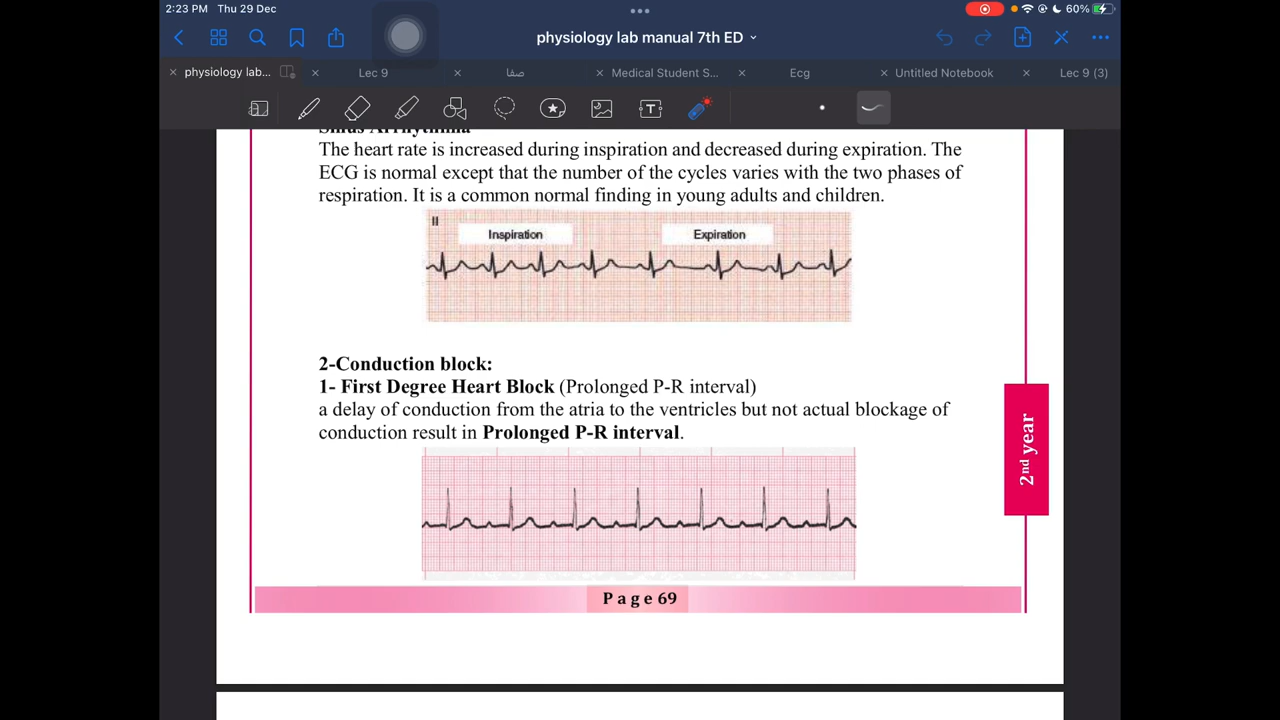 2:23 PM Thu 29 Dec
60%
physiology lab manual 7th ED
physiology lab...
Lec 9
صفا
Medical Student S...
Ecg
Untitled Notebook
Lec 9 (3)
Sinus Arrhythmia
The heart rate is increased during inspiration and decreased during expiration. The
ECG is normal except that the number of the cycles varies with the two phases of
respiration. It is a common normal finding in young adults and children.
II
Inspiration
Expiration
2-Conduction block:
1- First Degree Heart Block (Prolonged P-R interval)
a delay of conduction from the atria to the ventricles but not actual blockage of
conduction result in Prolonged P-R interval.
2nd year
Page 69